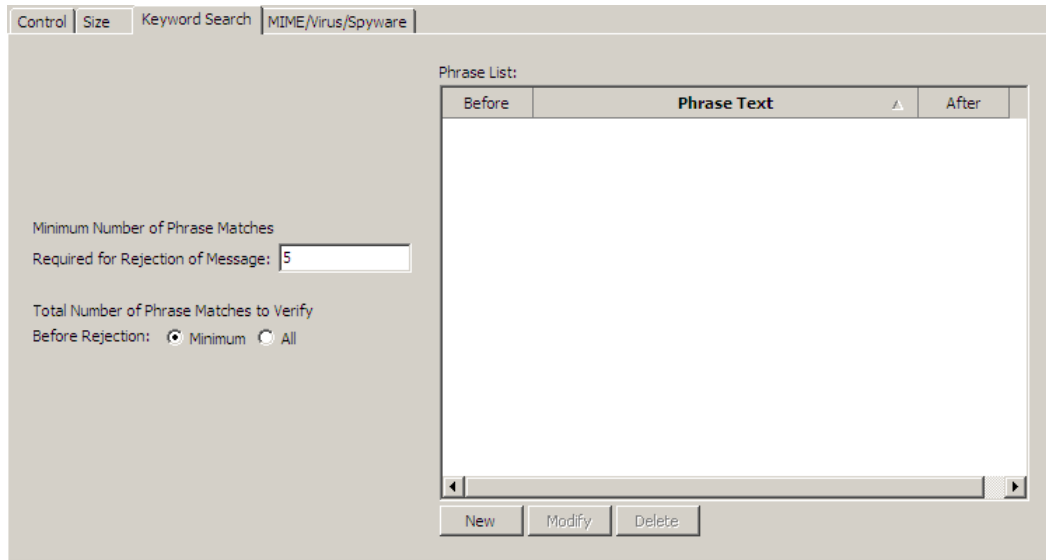 Control Size Keyword Search MIME/Virus/Spyware
Phrase List:
Before Phrase Text After
Minimum Number of Phrase Matches
Required for Rejection of Message: 5
Total Number of Phrase Matches to Verify
Before Rejection: Minimum All
New Modify Delete